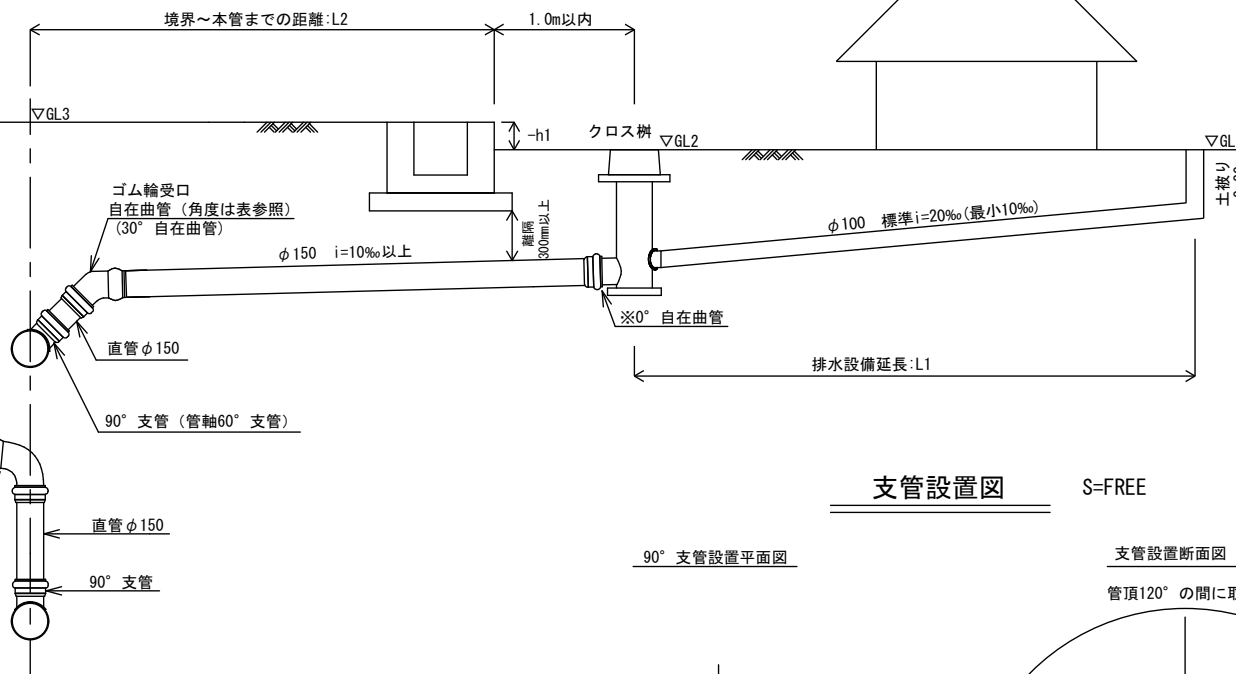 境界～本管までの距離:L2
1.0m以内
▽GL3
-h1
クロス桝
▽GL2
▽GL
土被り
ゴム輪受口
自在曲管（角度は表参照）
(30° 自在曲管)
離隔
300mm以上
φ150 i=10‰以上
φ100 標準i=20‰(最小10‰)
※0° 自在曲管
直管φ150
排水設備延長:L1
90° 支管（管軸60° 支管）
支管設置図 S=FREE
直管φ150
90° 支管設置平面図
支管設置断面図
90° 支管
管頂120° の間に取